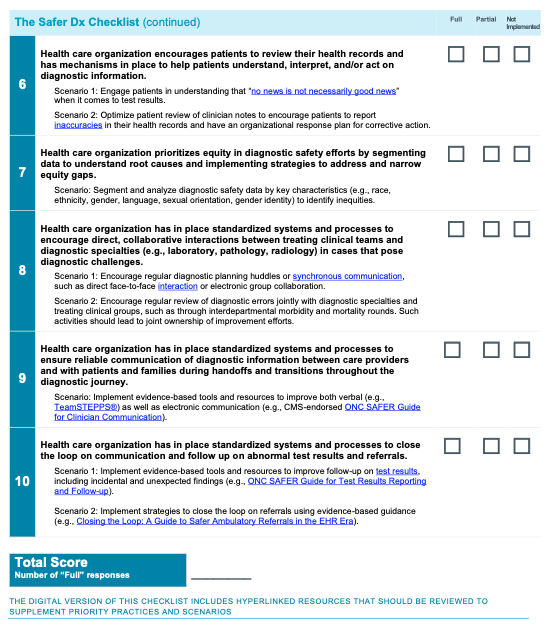 The Safer Dx Checklist (continued)
Full Partial Not Implemented
6
Health care organization encourages patients to review their health records and
has mechanisms in place to help patients understand, interpret, and/or act on
diagnostic information.
Scenario 1: Engage patients in understanding that “no news is not necessarily good news”
when it comes to test results.
Scenario 2: Optimize patient review of clinician notes to encourage patients to report
inaccuracies in their health records and have an organizational response plan for corrective action.
7
Health care organization prioritizes equity in diagnostic safety efforts by segmenting
data to understand root causes and implementing strategies to address and narrow
equity gaps.
Scenario: Segment and analyze diagnostic safety data by key characteristics (e.g., race,
ethnicity, gender, language, sexual orientation, gender identity) to identify inequities.
8
Health care organization has in place standardized systems and processes to
encourage direct, collaborative interactions between treating clinical teams and
diagnostic specialties (e.g., laboratory, pathology, radiology) in cases that pose
diagnostic challenges.
Scenario 1: Encourage regular diagnostic planning huddles or synchronous communication,
such as direct face-to-face interaction or electronic group collaboration.
Scenario 2: Encourage regular review of diagnostic errors jointly with diagnostic specialties and
treating clinical groups, such as through interdepartmental morbidity and mortality rounds. Such
activities should lead to joint ownership of improvement efforts.
9
Health care organization has in place standardized systems and processes to
ensure reliable communication of diagnostic information between care providers
and with patients and families during handoffs and transitions throughout the
diagnostic journey.
Scenario: Implement evidence-based tools and resources to improve both verbal (e.g.,
TeamSTEPPS®) as well as electronic communication (e.g., CMS-endorsed ONC SAFER Guide
for Clinician Communication).
10
Health care organization has in place standardized systems and processes to close
the loop on communication and follow up on abnormal test results and referrals.
Scenario 1: Implement evidence-based tools and resources to improve follow-up on test results,
including incidental and unexpected findings (e.g., ONC SAFER Guide for Test Results Reporting
and Follow-up).
Scenario 2: Implement strategies to close the loop on referrals using evidence-based guidance
(e.g., Closing the Loop: A Guide to Safer Ambulatory Referrals in the EHR Era).
Total Score
Number of “Full” responses
THE DIGITAL VERSION OF THIS CHECKLIST INCLUDES HYPERLINKED RESOURCES THAT SHOULD BE REVIEWED TO
SUPPLEMENT PRIORITY PRACTICES AND SCENARIOS